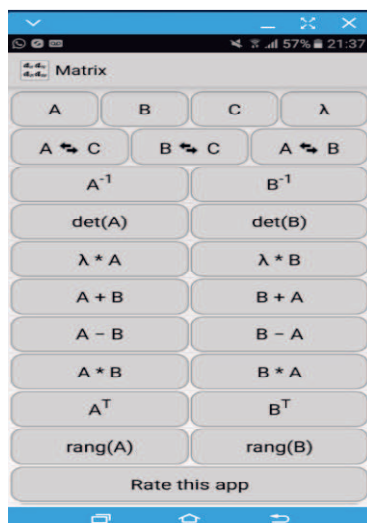 57% 21:37
Matrix
A B C λ
A ⇆ C B ⇆ C A ⇆ B
A⁻¹ B⁻¹
det(A) det(B)
λ * A λ * B
A + B B + A
A − B B − A
A * B B * A
Aᵀ Bᵀ
rang(A) rang(B)
Rate this app